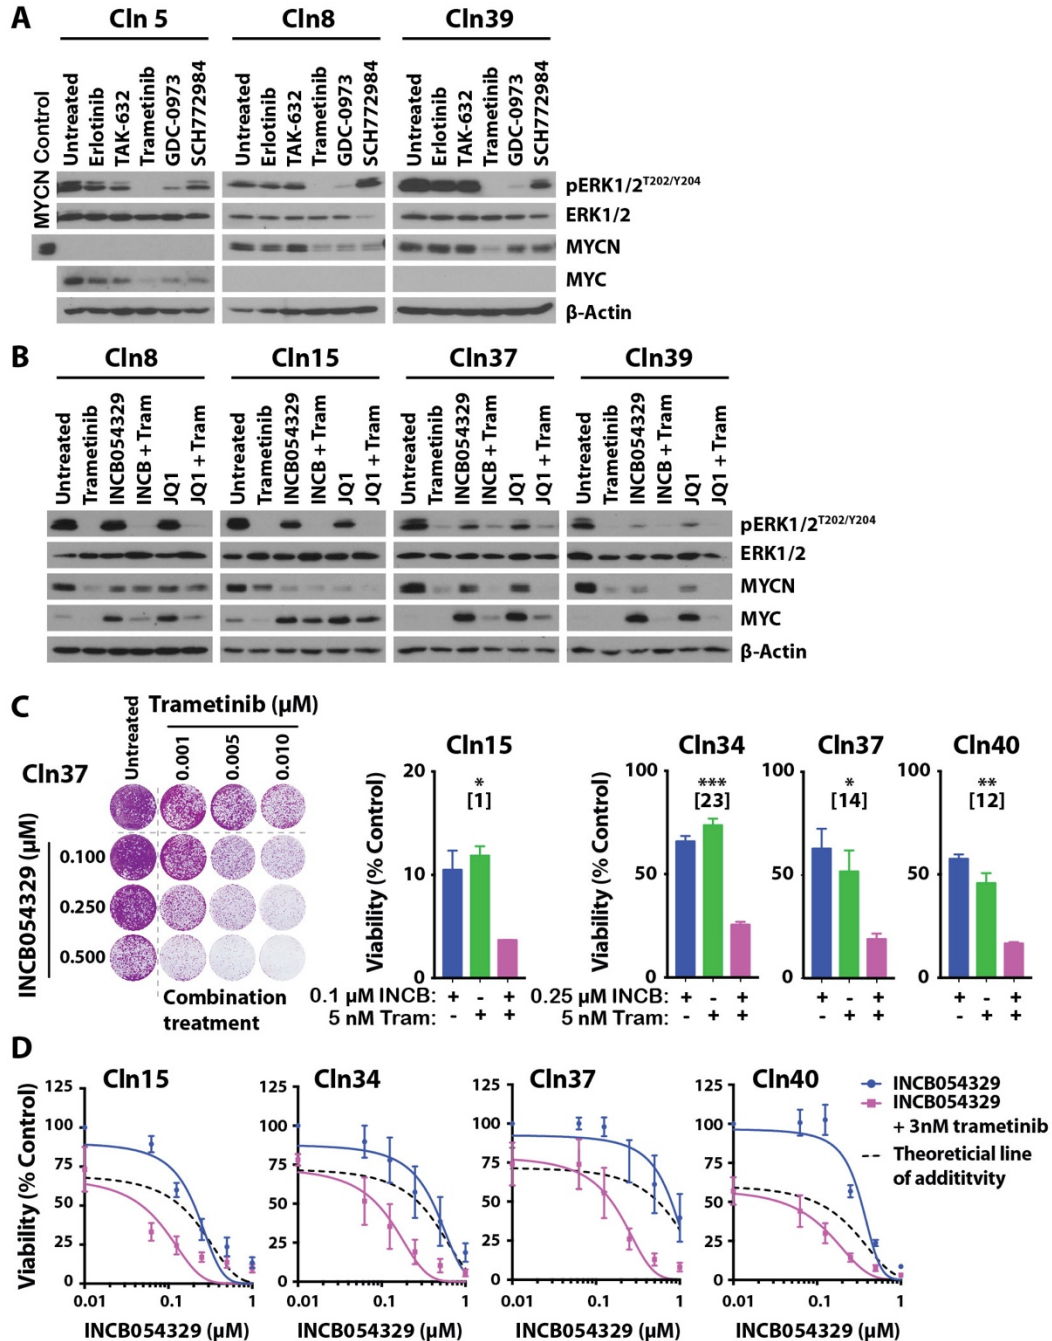 A
Cln 5
Cln8
Cln39
MYCN Control
Untreated
Erlotinib
TAK-632
Trametinib
GDC-0973
SCH772984
Untreated
Erlotinib
TAK-632
Trametinib
GDC-0973
SCH772984
Untreated
Erlotinib
TAK-632
Trametinib
GDC-0973
SCH772984
pERK1/2T202/Y204
ERK1/2
MYCN
MYC
β-Actin
B
Cln8
Cln15
Cln37
Cln39
Untreated
Trametinib
INCB054329
INCB + Tram
JQ1
JQ1 + Tram
Untreated
Trametinib
INCB054329
INCB + Tram
JQ1
JQ1 + Tram
Untreated
Trametinib
INCB054329
INCB + Tram
JQ1
JQ1 + Tram
Untreated
Trametinib
INCB054329
INCB + Tram
JQ1
JQ1 + Tram
pERK1/2T202/Y204
ERK1/2
MYCN
MYC
β-Actin
C
Cln37
Untreated
Trametinib (µM)
0.001
0.005
0.010
INCB054329 (µM)
0.100
0.250
0.500
Combination
treatment
Cln15
Viability (% Control)
20
10
0
*
[1]
0.1 µM INCB: + - +
5 nM Tram: - + +
Cln34
Viability (% Control)
100
50
0
***
[23]
0.25 µM INCB: + - +
5 nM Tram: - + +
Cln37
100
50
0
*
[14]
+ - +
- + +
Cln40
100
50
0
**
[12]
+ - +
- + +
D
Viability (% Control)
Cln15
125
100
75
50
25
0
0.01 0.1 1
INCB054329 (µM)
Cln34
125
100
75
50
25
0
0.01 0.1 1
INCB054329 (µM)
Cln37
125
100
75
50
25
0
0.01 0.1 1
INCB054329 (µM)
Cln40
125
100
75
50
25
0
0.01 0.1 1
INCB054329 (µM)
INCB054329
INCB054329
+ 3nM trametinib
Theoreticial line
of addititvity